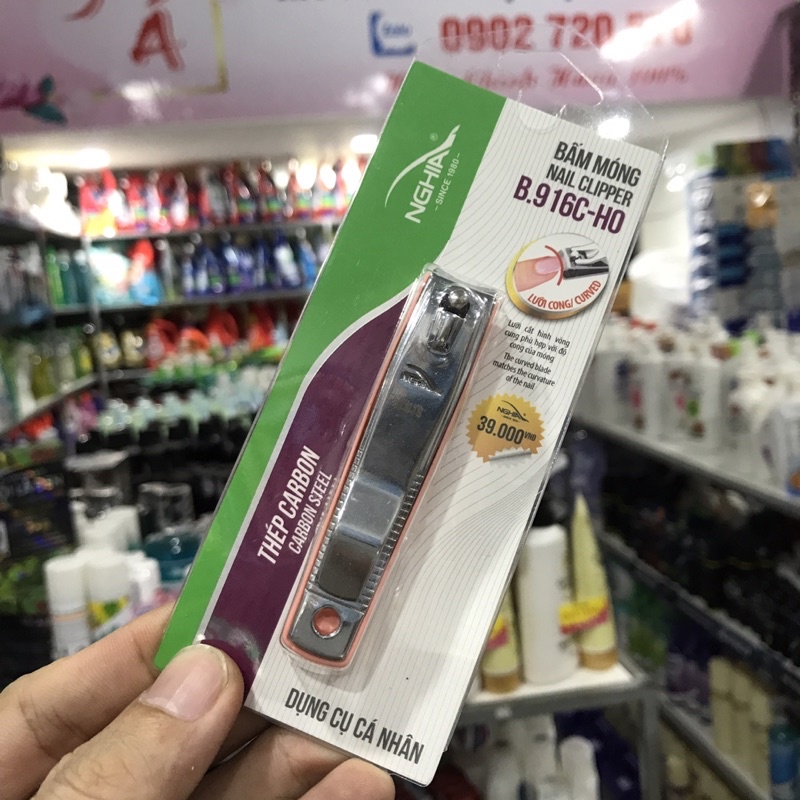 0902 720
NGHIA®
– SINCE 1980 –
BẤM MÓNG
NAIL CLIPPER
B.916C-HO
LƯỠI CONG/ CURVED
Lưỡi cắt hình vòng
cung phù hợp với độ
cong của móng
The curved blade
matches the curvature
of the nail
NGHIA
39.000VNĐ
THÉP CARBON
CARBON STEEL
NGHIA
DỤNG CỤ CÁ NHÂN